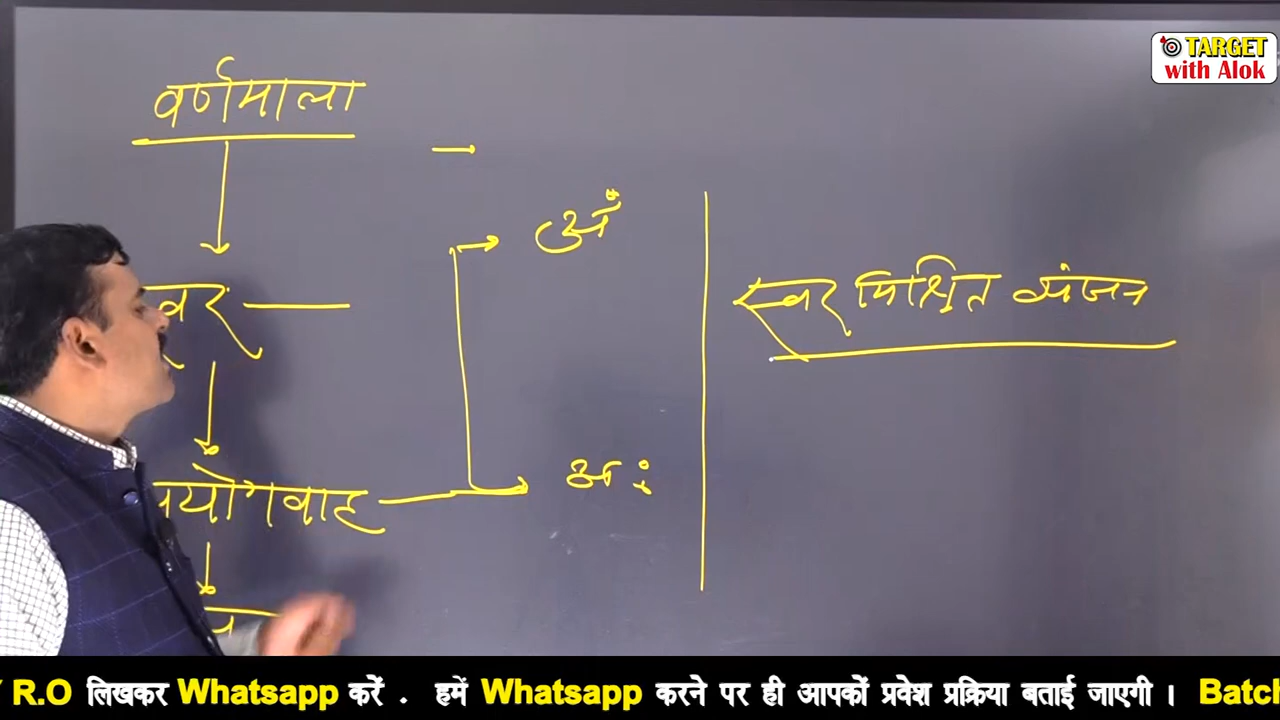 TARGET
with Alok
वर्णमाला
अं
स्वर मिश्रित व्यंजन
अः
R.O लिखकर Whatsapp करें . हमें Whatsapp करने पर ही आपकों प्रवेश प्रक्रिया बताई जाएगी । Batch